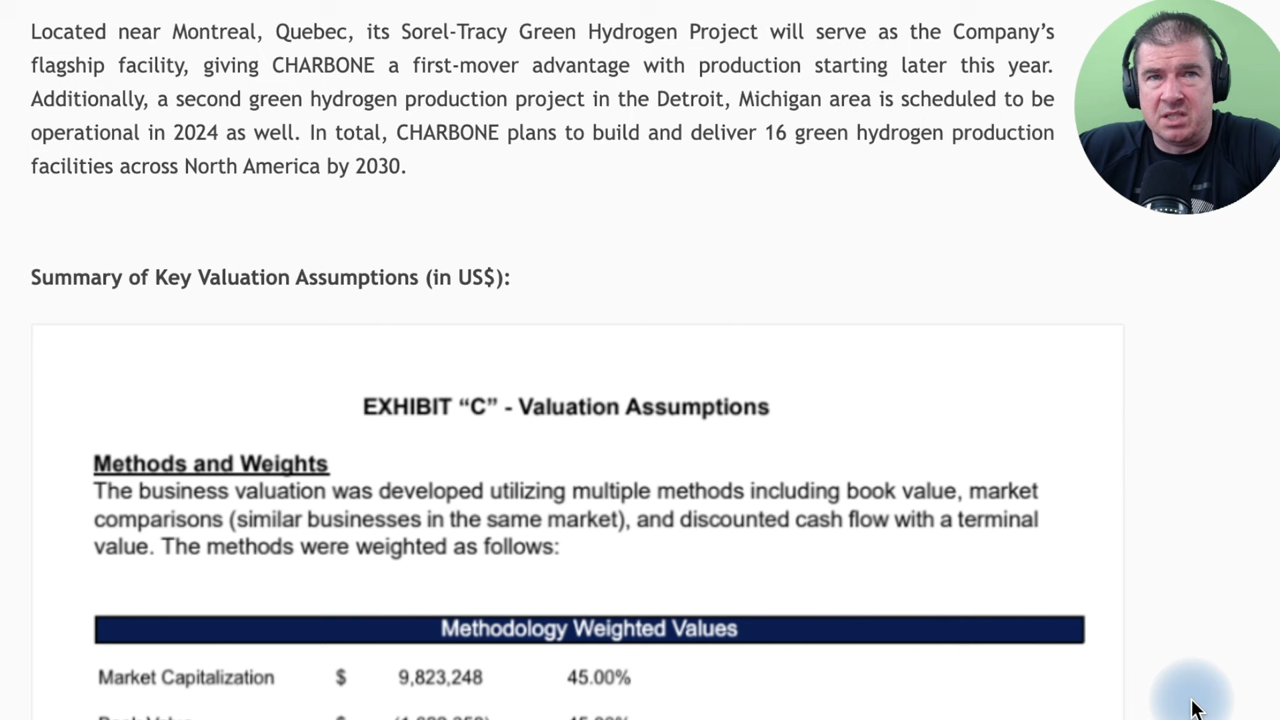 Located near Montreal, Quebec, its Sorel-Tracy Green Hydrogen Project will serve as the Company’s
flagship facility, giving CHARBONE a first-mover advantage with production starting later this year.
Additionally, a second green hydrogen production project in the Detroit, Michigan area is scheduled to be
operational in 2024 as well. In total, CHARBONE plans to build and deliver 16 green hydrogen production
facilities across North America by 2030.
Summary of Key Valuation Assumptions (in US$):
EXHIBIT “C” - Valuation Assumptions
Methods and Weights
The business valuation was developed utilizing multiple methods including book value, market
comparisons (similar businesses in the same market), and discounted cash flow with a terminal
value. The methods were weighted as follows:
Methodology Weighted Values
Market Capitalization $ 9,823,248 45.00%